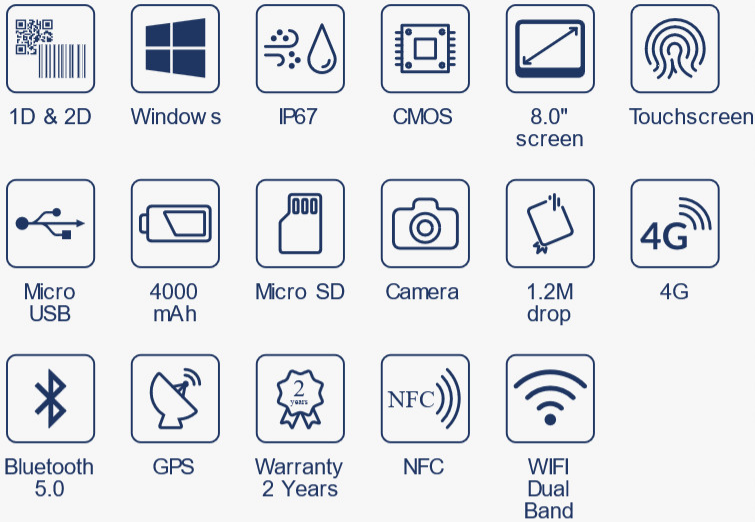 1D & 2D
Windows
IP67
CMOS
8.0"
screen
Touchscreen
4G
Micro
USB
4000
mAh
Micro SD
Camera
1.2M
drop
4G
2
years
NFC
Bluetooth
5.0
GPS
Warranty
2 Years
NFC
WIFI
Dual
Band